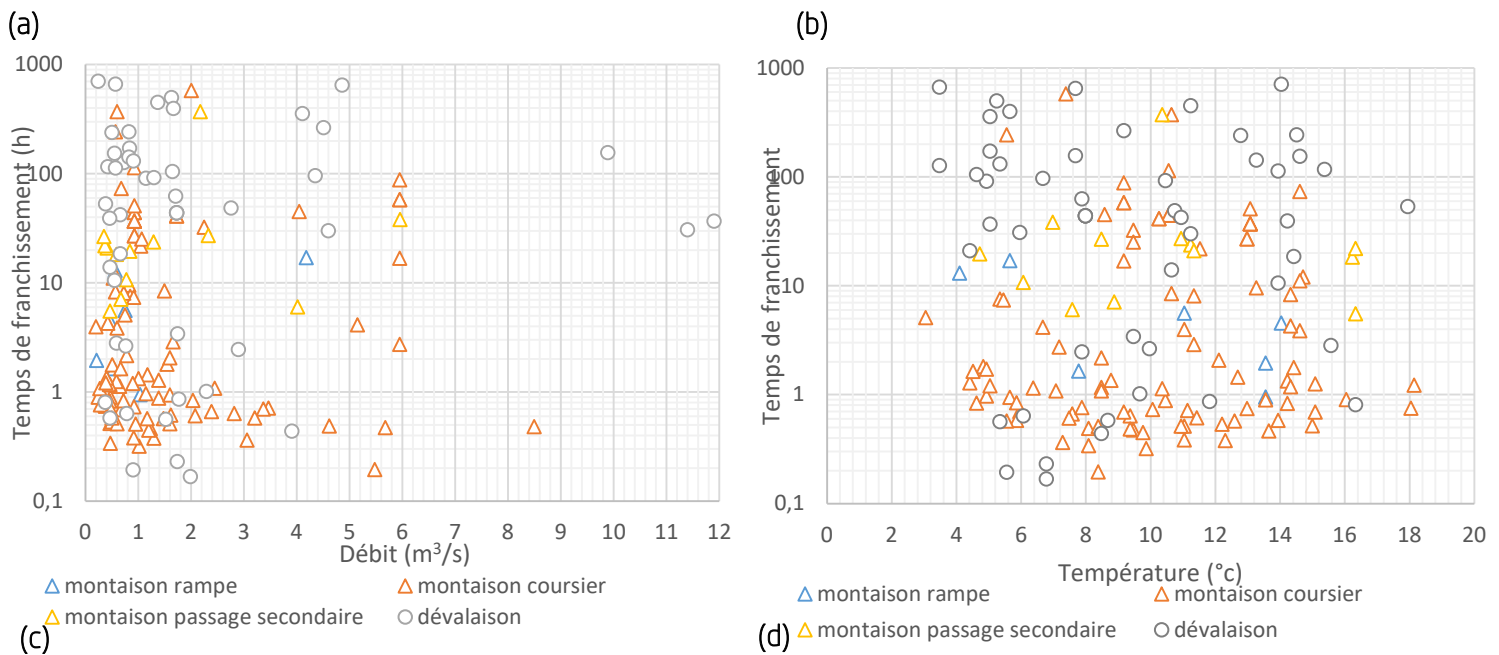 (a)
Temps de franchissement (h)
1000
100
10
1
0,1
0 1 2 3 4 5 6 7 8 9 10 11 12
Débit (m³/s)
montaison rampe
montaison coursier
montaison passage secondaire
dévalaison
(b)
Temps de franchissement
1000
100
10
1
0,1
0 2 4 6 8 10 12 14 16 18 20
Température (°c)
montaison rampe
montaison coursier
montaison passage secondaire
dévalaison
(c)
(d)